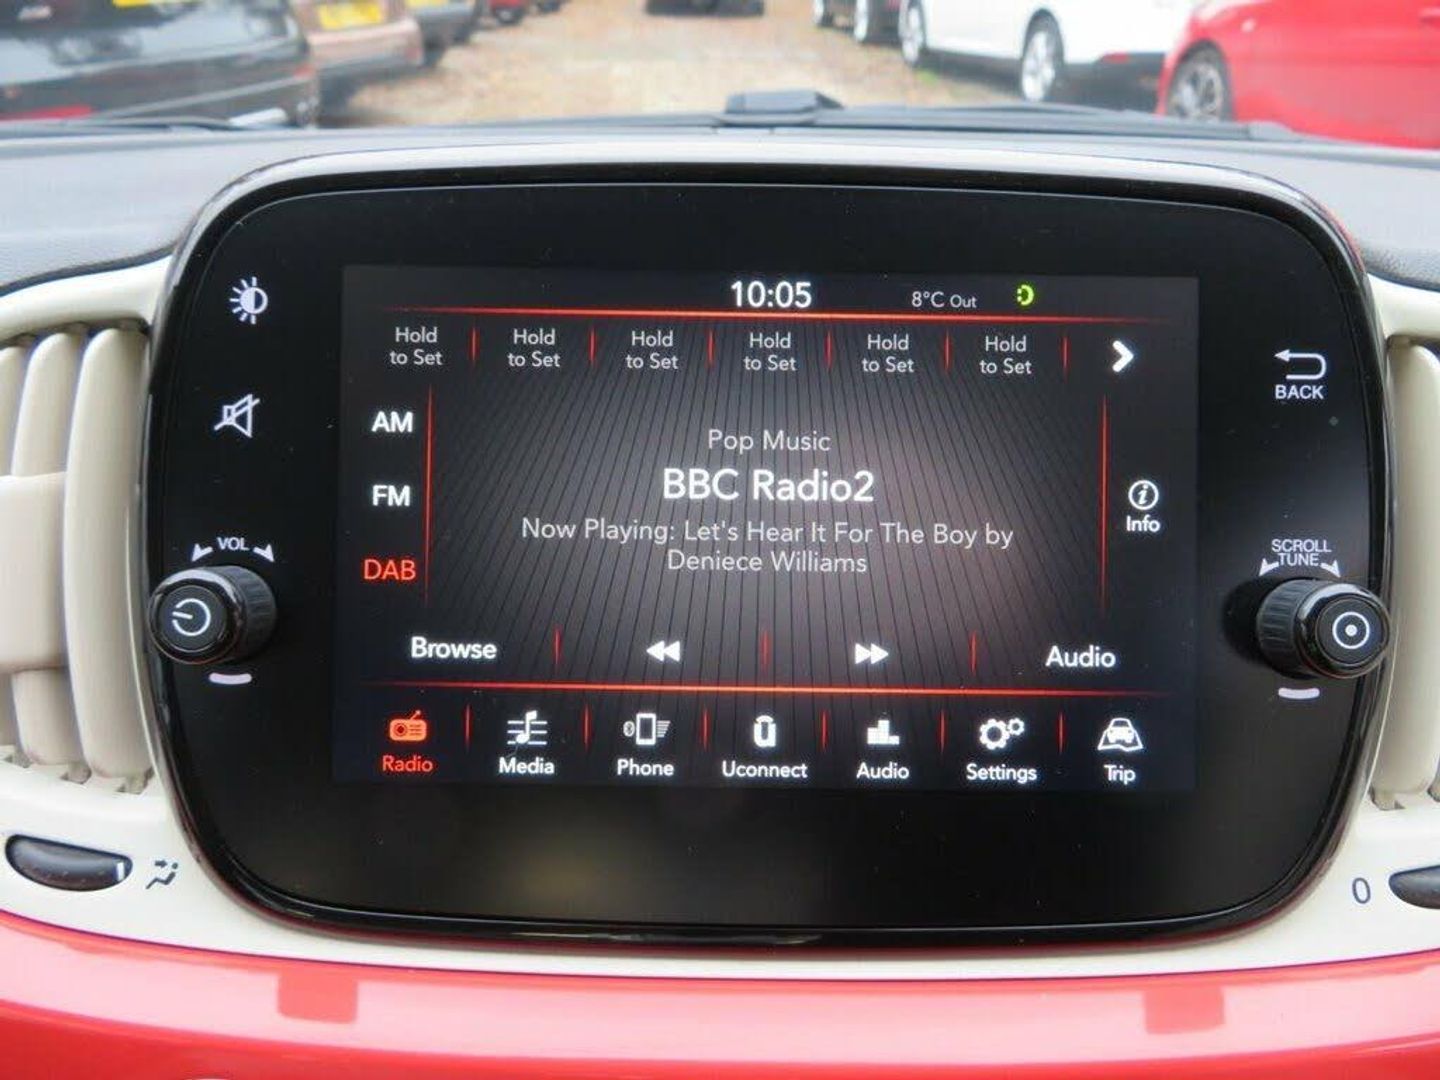 10:05
8°C Out
Hold to Set
Hold to Set
Hold to Set
Hold to Set
Hold to Set
Hold to Set
BACK
AM
FM
DAB
Pop Music
BBC Radio2
Now Playing: Let's Hear It For The Boy by
Deniece Williams
Info
VOL
SCROLL
TUNE
Browse
Audio
Radio
Media
Phone
Uconnect
Audio
Settings
Trip
0